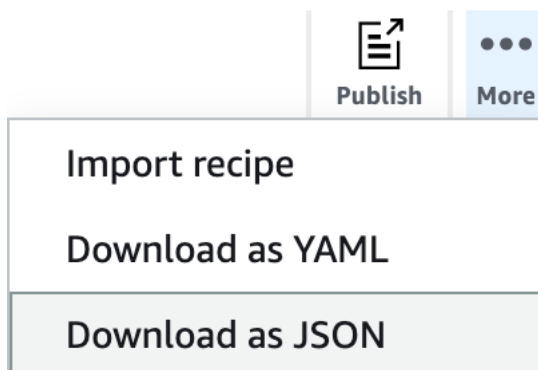 Publish
More
Import recipe
Download as YAML
Download as JSON